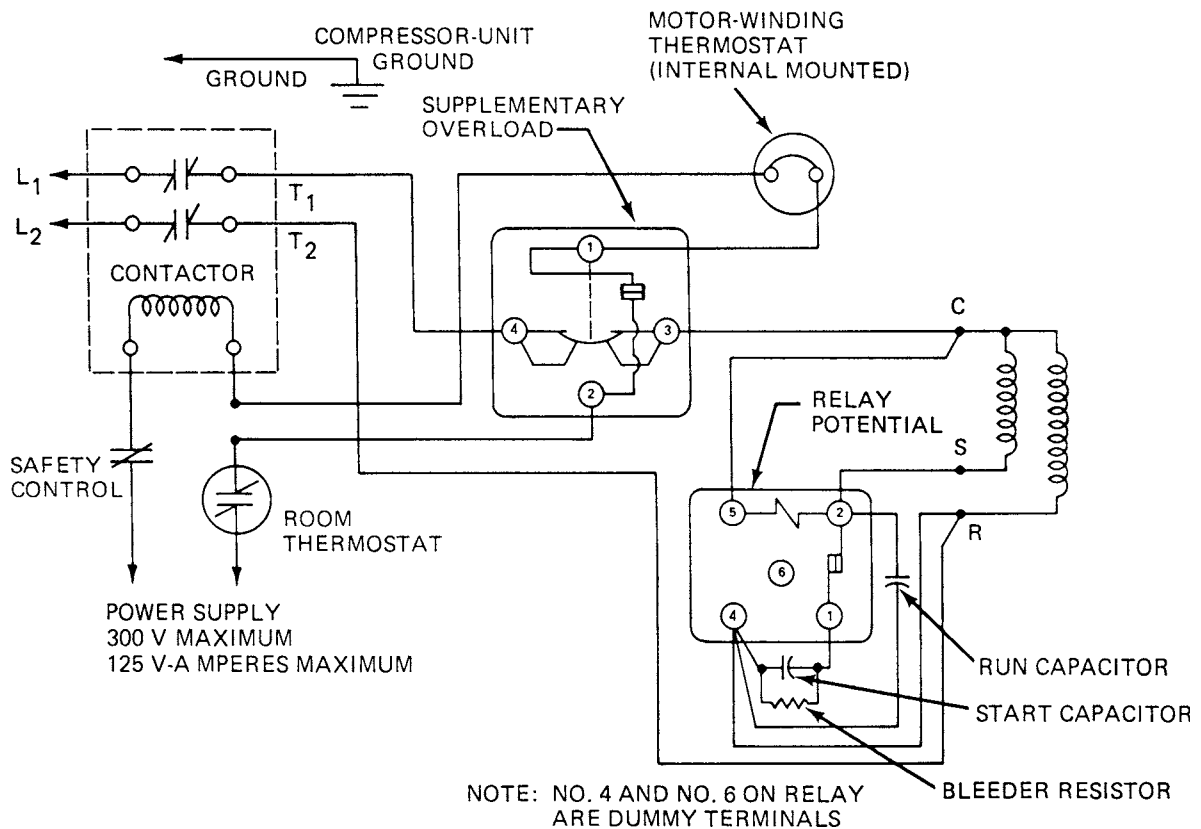 COMPRESSOR-UNIT
GROUND
GROUND
MOTOR-WINDING
THERMOSTAT
(INTERNAL MOUNTED)
SUPPLEMENTARY
OVERLOAD
L1
T1
L2
T2
CONTACTOR
1
4
3
2
C
RELAY
POTENTIAL
S
SAFETY
CONTROL
ROOM
THERMOSTAT
5
2
R
6
4
1
POWER SUPPLY
300 V MAXIMUM
125 V-A MPERES MAXIMUM
RUN CAPACITOR
START CAPACITOR
BLEEDER RESISTOR
NOTE: NO. 4 AND NO. 6 ON RELAY
ARE DUMMY TERMINALS